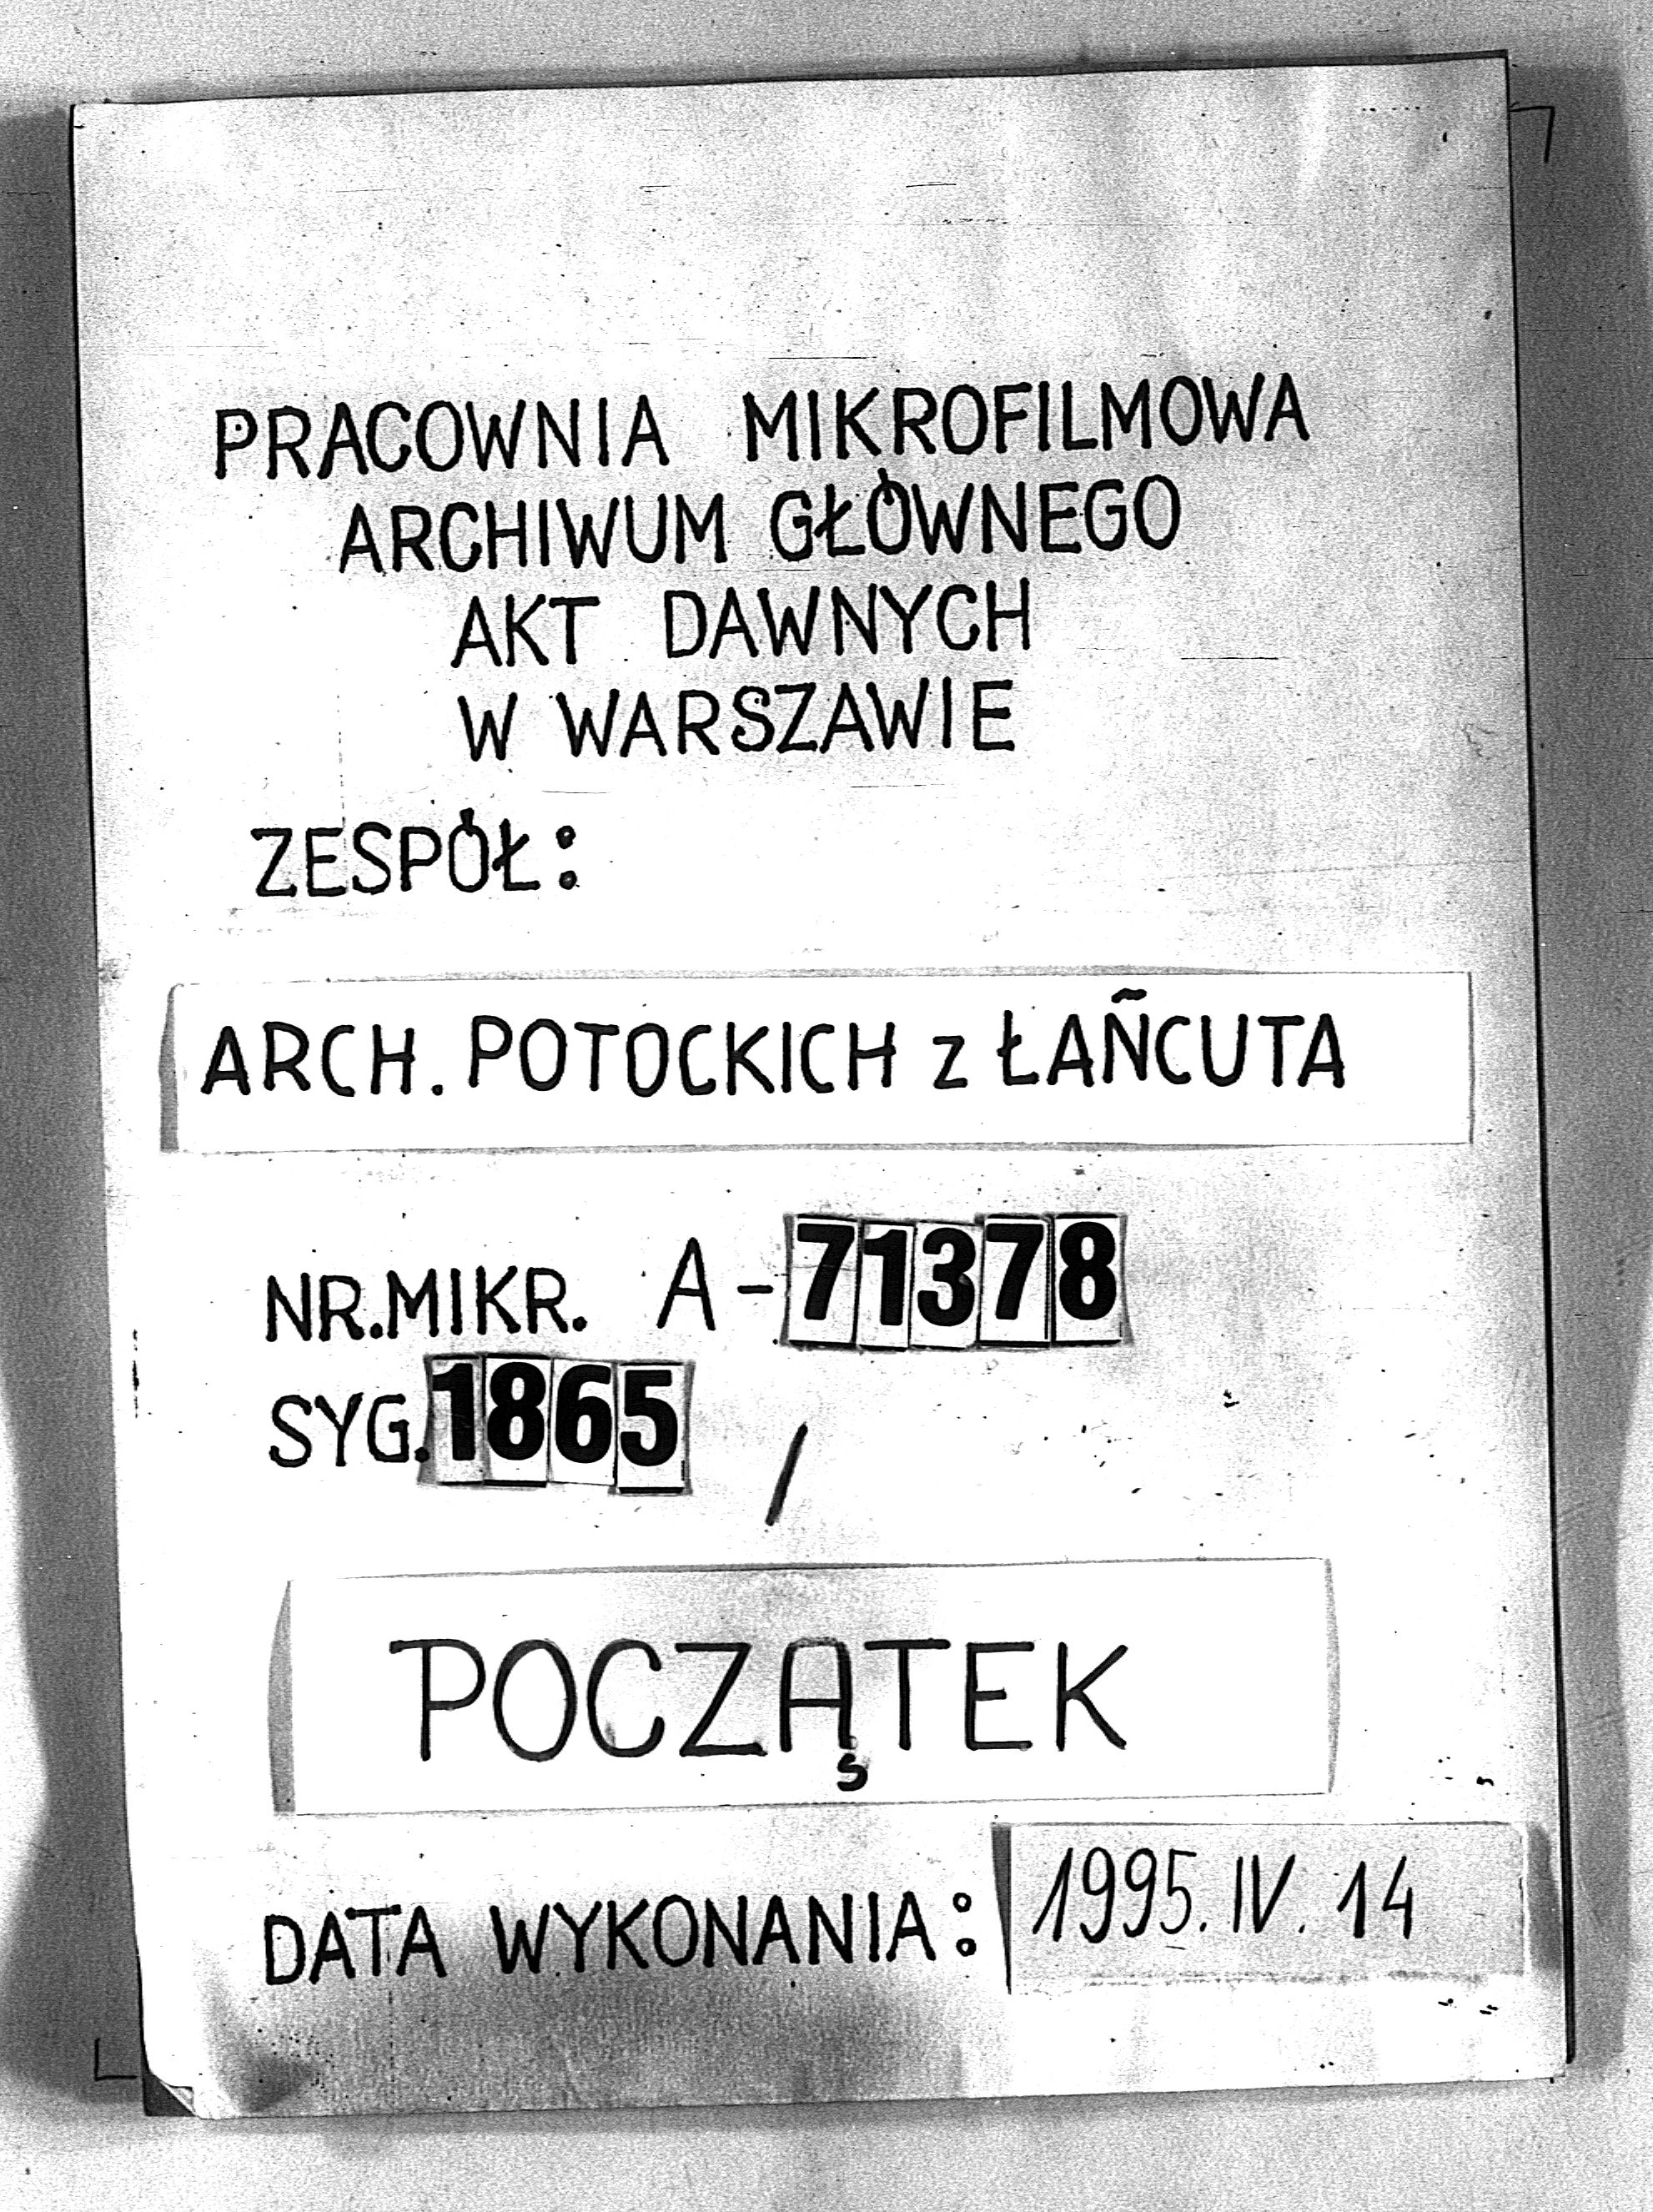 PRACOWNIA MIKROFILMOWA
ARCHIWUM GŁÓWNEGO
AKT DAWNYCH
W WARSZAWIE
ZESPÓŁ:
ARCH. POTOCKICH z ŁAŃCUTA
NR.MIKR. A-71378
SYG.1865 /
POCZĄTEK
DATA WYKONANIA: 1995.IV.14